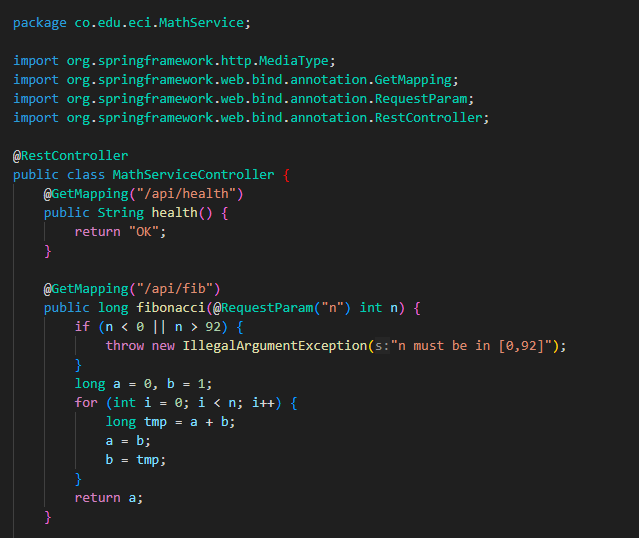 package co.edu.eci.MathService;
import org.springframework.http.MediaType;
import org.springframework.web.bind.annotation.GetMapping;
import org.springframework.web.bind.annotation.RequestParam;
import org.springframework.web.bind.annotation.RestController;
@RestController
public class MathServiceController {
@GetMapping("/api/health")
public String health() {
return "OK";
}
@GetMapping("/api/fib")
public long fibonacci(@RequestParam("n") int n) {
if (n < 0 || n > 92) {
throw new IllegalArgumentException(s:"n must be in [0,92]");
}
long a = 0, b = 1;
for (int i = 0; i < n; i++) {
long tmp = a + b;
a = b;
b = tmp;
}
return a;
}